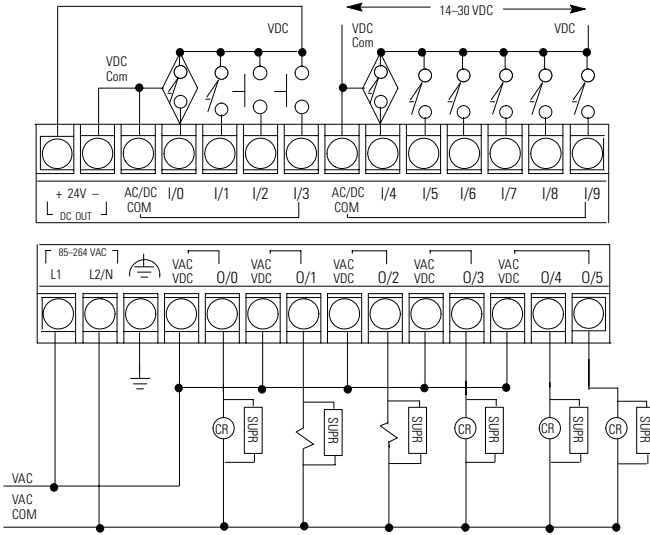 14–30 VDC
VDC
VDC
Com
VDC
VDC
Com
+ 24V –
DC OUT
AC/DC
COM
I/0
I/1
I/2
I/3
AC/DC
COM
I/4
I/5
I/6
I/7
I/8
I/9
85–264 VAC
L1
L2/N
VAC
VDC
O/0
VAC
VDC
O/1
VAC
VDC
O/2
VAC
VDC
O/3
VAC
VDC
O/4
O/5
CR
SUPR
SUPR
SUPR
CR
SUPR
CR
SUPR
CR
SUPR
VAC
VAC
COM